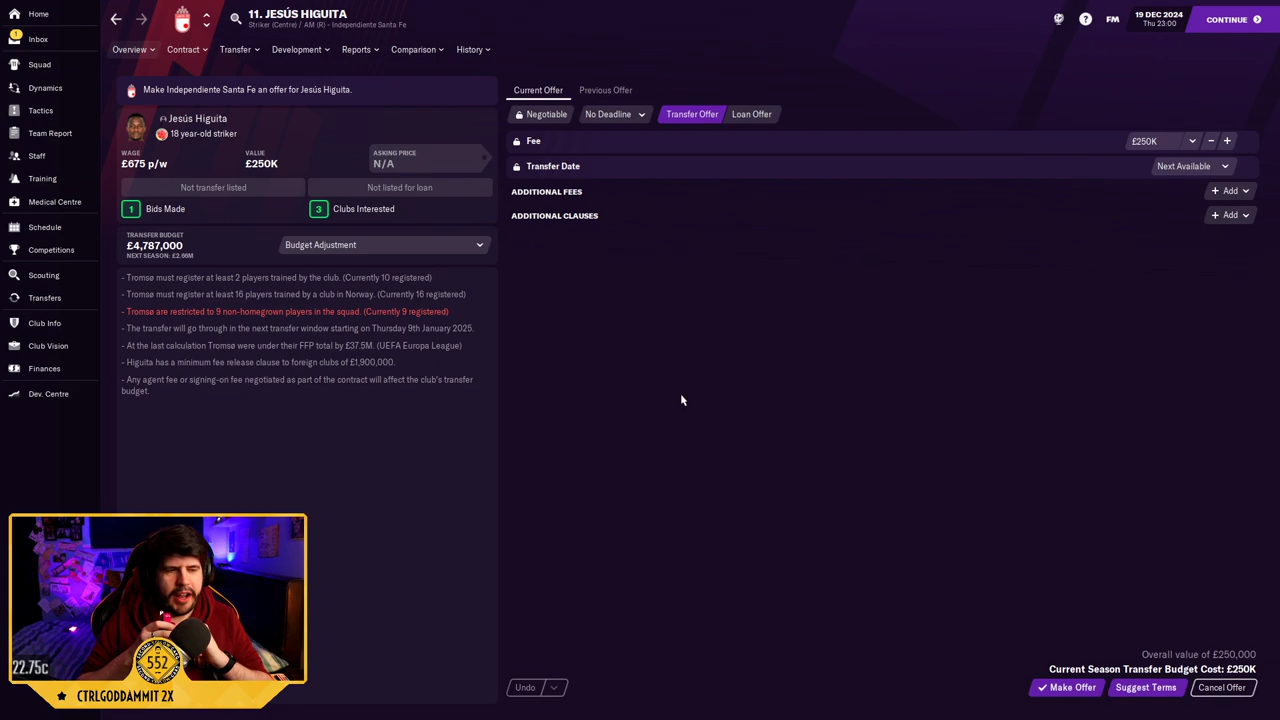 Home
11. JESÚS HIGUITA
Striker (Centre) / AM (R) - Independiente Santa Fe
FM
19 DEC 2024
Thu 23:00
CONTINUE
1
Inbox
Squad
Dynamics
Tactics
Team Report
Staff
Training
Medical Centre
Schedule
Competitions
Scouting
Transfers
Club Info
Club Vision
Finances
Dev. Centre
Overview Contract Transfer Development Reports Comparison History
Make Independiente Santa Fe an offer for Jesús Higuita.
Jesús Higuita
18 year-old striker
WAGE
£675 p/w
VALUE
£250K
ASKING PRICE
N/A
Not transfer listed
Not listed for loan
1 Bids Made
3 Clubs Interested
TRANSFER BUDGET
£4,787,000
NEXT SEASON: £2.66M
Budget Adjustment
- Tromsø must register at least 2 players trained by the club. (Currently 10 registered)
- Tromsø must register at least 16 players trained by a club in Norway. (Currently 16 registered)
- Tromsø are restricted to 9 non-homegrown players in the squad. (Currently 9 registered)
- The transfer will go through in the next transfer window starting on Thursday 9th January 2025.
- At the last calculation Tromsø were under their FFP total by £37.5M. (UEFA Europa League)
- Higuita has a minimum fee release clause to foreign clubs of £1,900,000.
- Any agent fee or signing-on fee negotiated as part of the contract will affect the club's transfer
budget.
Current Offer Previous Offer
Negotiable No Deadline Transfer Offer Loan Offer
Fee £250K
Transfer Date Next Available
ADDITIONAL FEES + Add
ADDITIONAL CLAUSES + Add
Overall value of £250,000
Current Season Transfer Budget Cost: £250K
Undo
Make Offer Suggest Terms Cancel Offer
22.75c
552
CTRLGODDAMMIT 2X